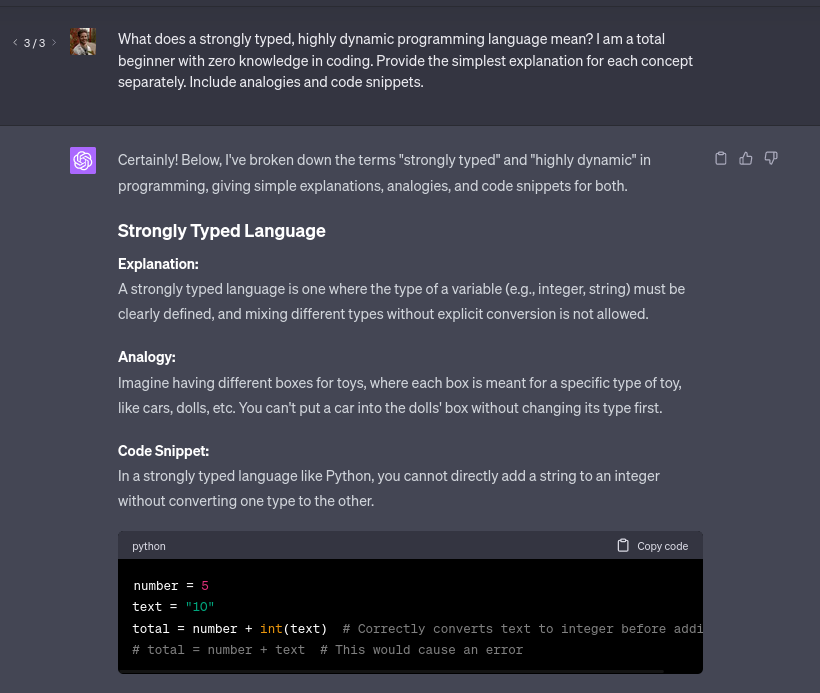 < 3 / 3 >
What does a strongly typed, highly dynamic programming language mean? I am a total
beginner with zero knowledge in coding. Provide the simplest explanation for each concept
separately. Include analogies and code snippets.
Certainly! Below, I've broken down the terms "strongly typed" and "highly dynamic" in
programming, giving simple explanations, analogies, and code snippets for both.
Strongly Typed Language
Explanation:
A strongly typed language is one where the type of a variable (e.g., integer, string) must be
clearly defined, and mixing different types without explicit conversion is not allowed.
Analogy:
Imagine having different boxes for toys, where each box is meant for a specific type of toy,
like cars, dolls, etc. You can't put a car into the dolls' box without changing its type first.
Code Snippet:
In a strongly typed language like Python, you cannot directly add a string to an integer
without converting one type to the other.
python
Copy code
number = 5
text = "10"
total = number + int(text)  # Correctly converts text to integer before addi
# total = number + text  # This would cause an error